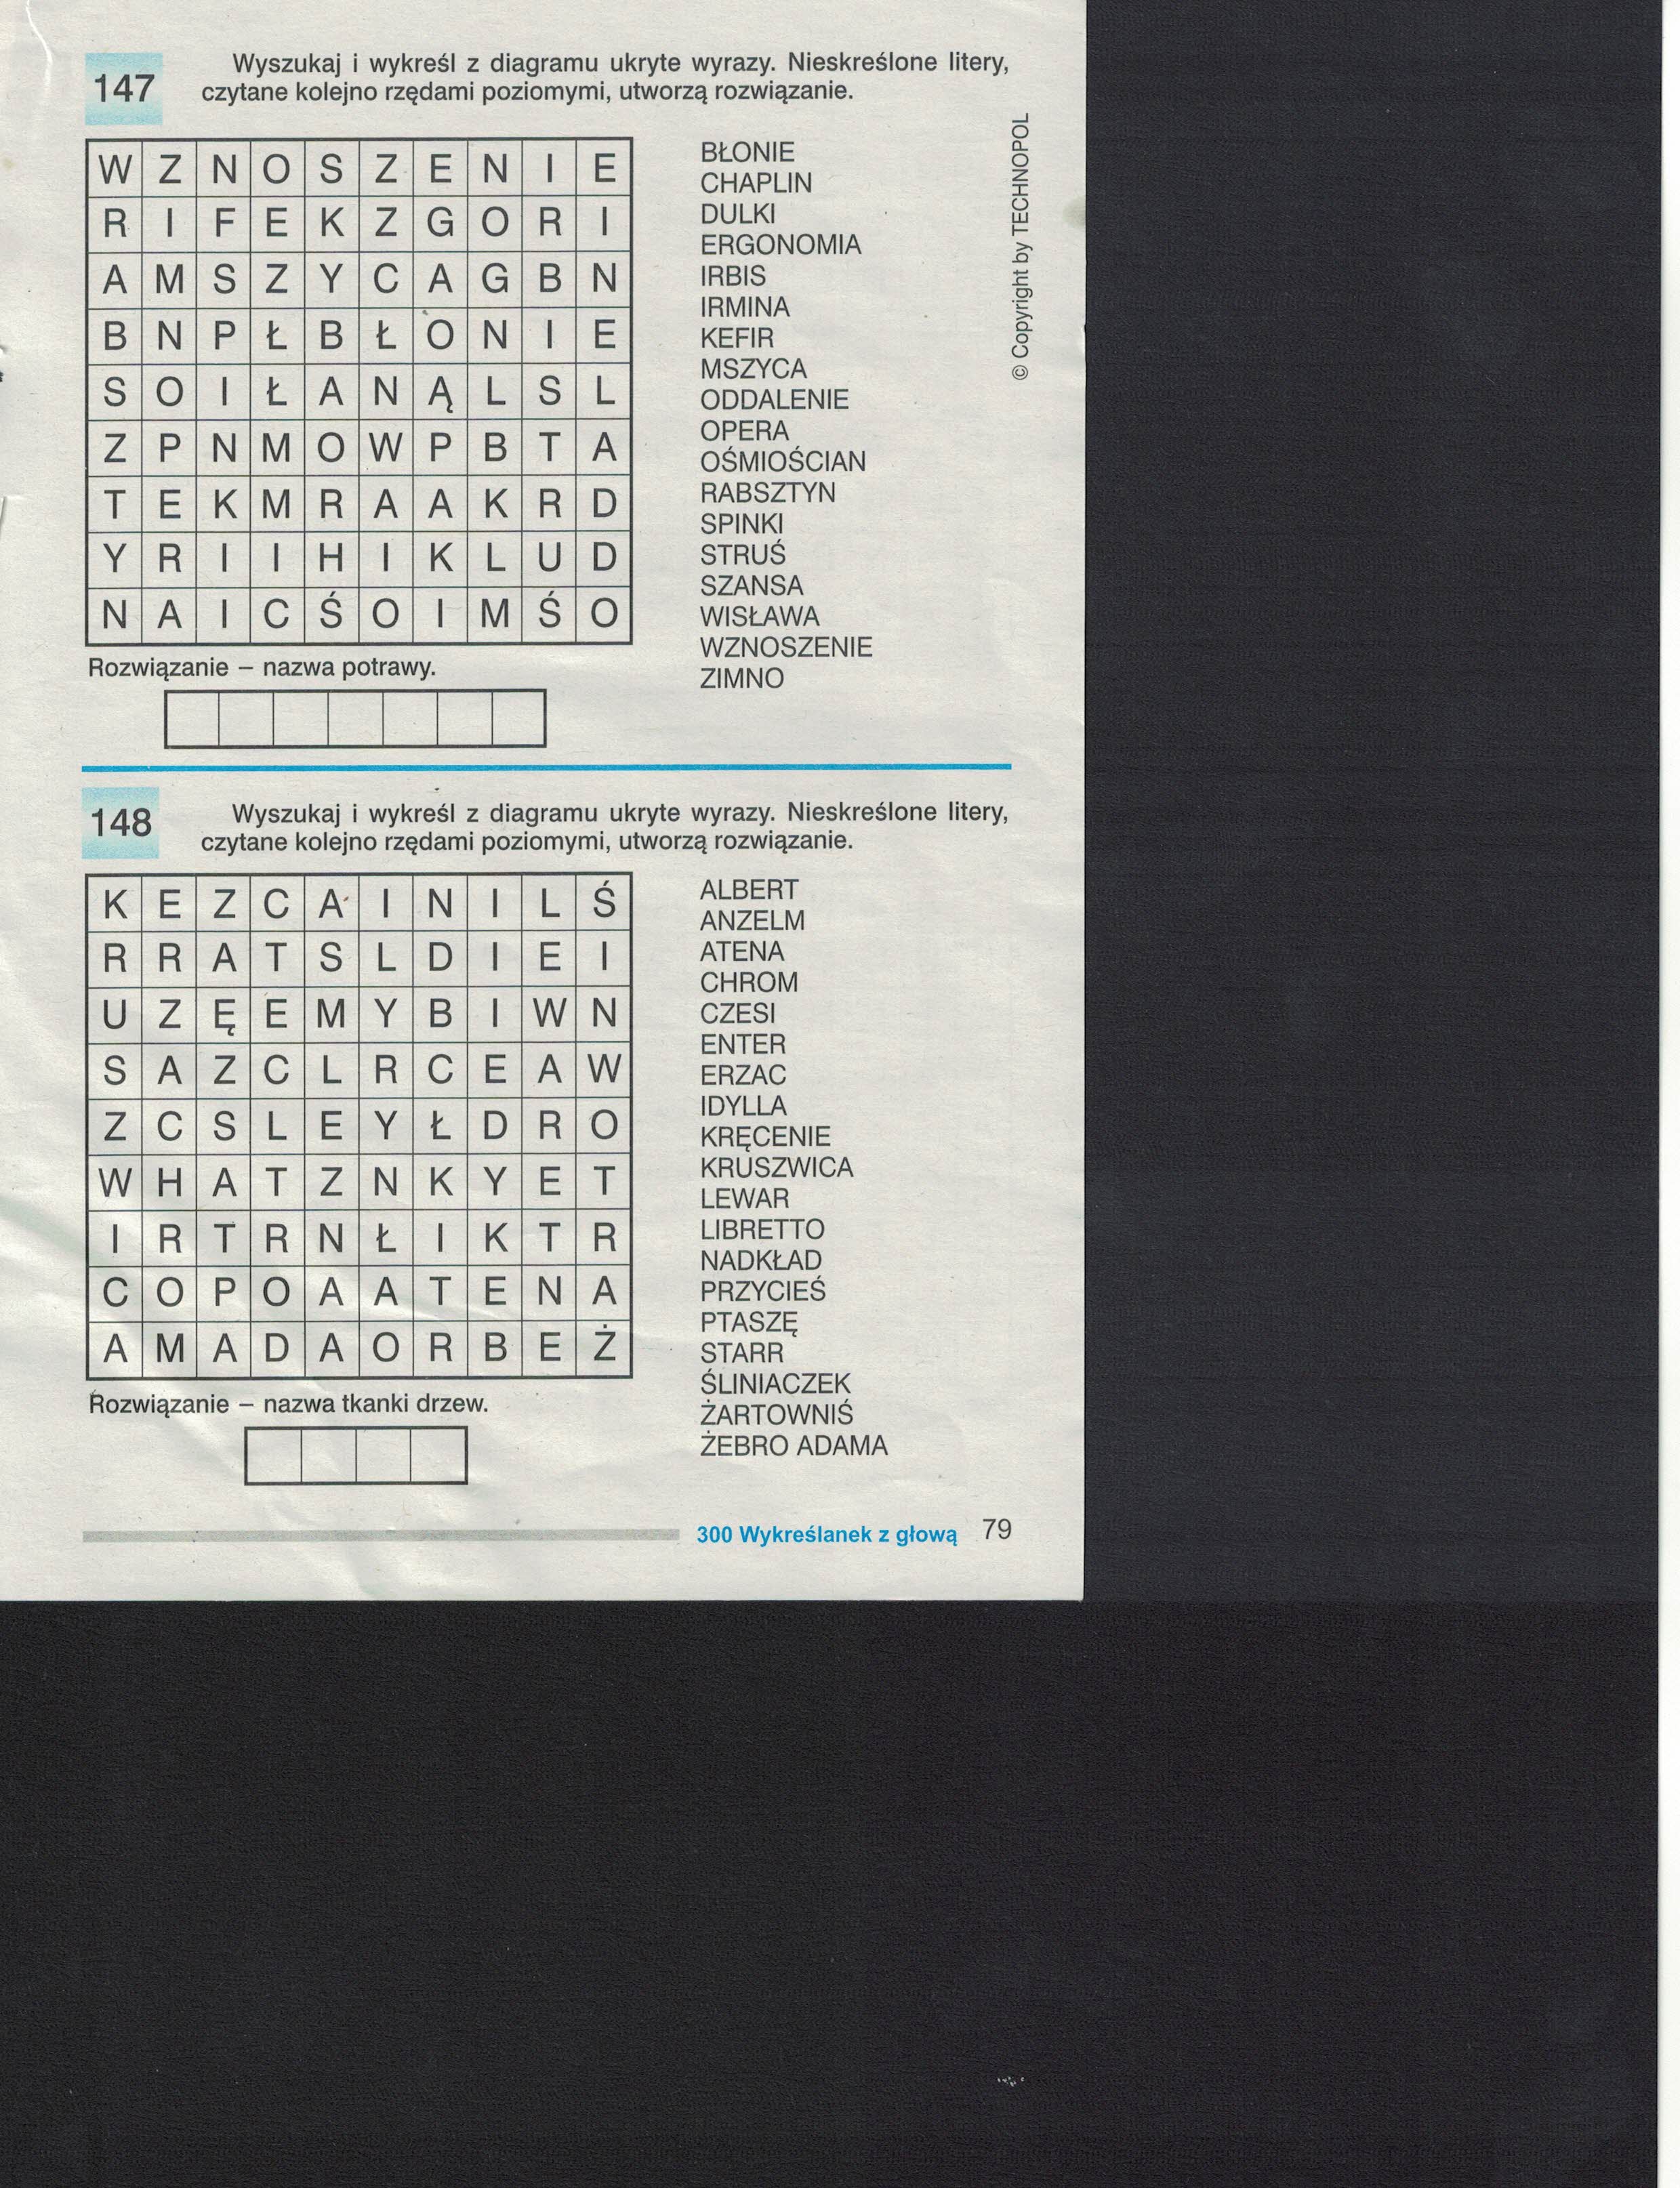 147
Wyszukaj i wykreśl z diagramu ukryte wyrazy. Nieskreślone litery,
czytane kolejno rzędami poziomymi, utworzą rozwiązanie.
W Z N O S Z E N I E
R I F E K Z G O R I
A M S Z Y C A G B N
B N P Ł B Ł O N I E
S O I Ł A N Ą L S L
Z P N M O W P B T A
T E K M R A A K R D
Y R I I H I K L U D
N A I C Ś O I M Ś O
BŁONIE
CHAPLIN
DULKI
ERGONOMIA
IRBIS
IRMINA
KEFIR
MSZYCA
ODDALENIE
OPERA
OŚMIOŚCIAN
RABSZTYN
SPINKI
STRUŚ
SZANSA
WISŁAWA
WZNOSZENIE
ZIMNO
© Copyright by TECHNOPOL
Rozwiązanie – nazwa potrawy.
148
Wyszukaj i wykreśl z diagramu ukryte wyrazy. Nieskreślone litery,
czytane kolejno rzędami poziomymi, utworzą rozwiązanie.
K E Z C A I N I L Ś
R R A T S L D I E I
U Z Ę E M Y B I W N
S A Z C L R C E A W
Z C S L E Y Ł D R O
W H A T Z N K Y E T
I R T R N Ł I K T R
C O P O A A T E N A
A M A D A O R B E Ż
ALBERT
ANZELM
ATENA
CHROM
CZESI
ENTER
ERZAC
IDYLLA
KRĘCENIE
KRUSZWICA
LEWAR
LIBRETTO
NADKŁAD
PRZYCIEŚ
PTASZĘ
STARR
ŚLINIACZEK
ŻARTOWNIŚ
ŻEBRO ADAMA
Rozwiązanie – nazwa tkanki drzew.
300 Wykreślanek z głową 79